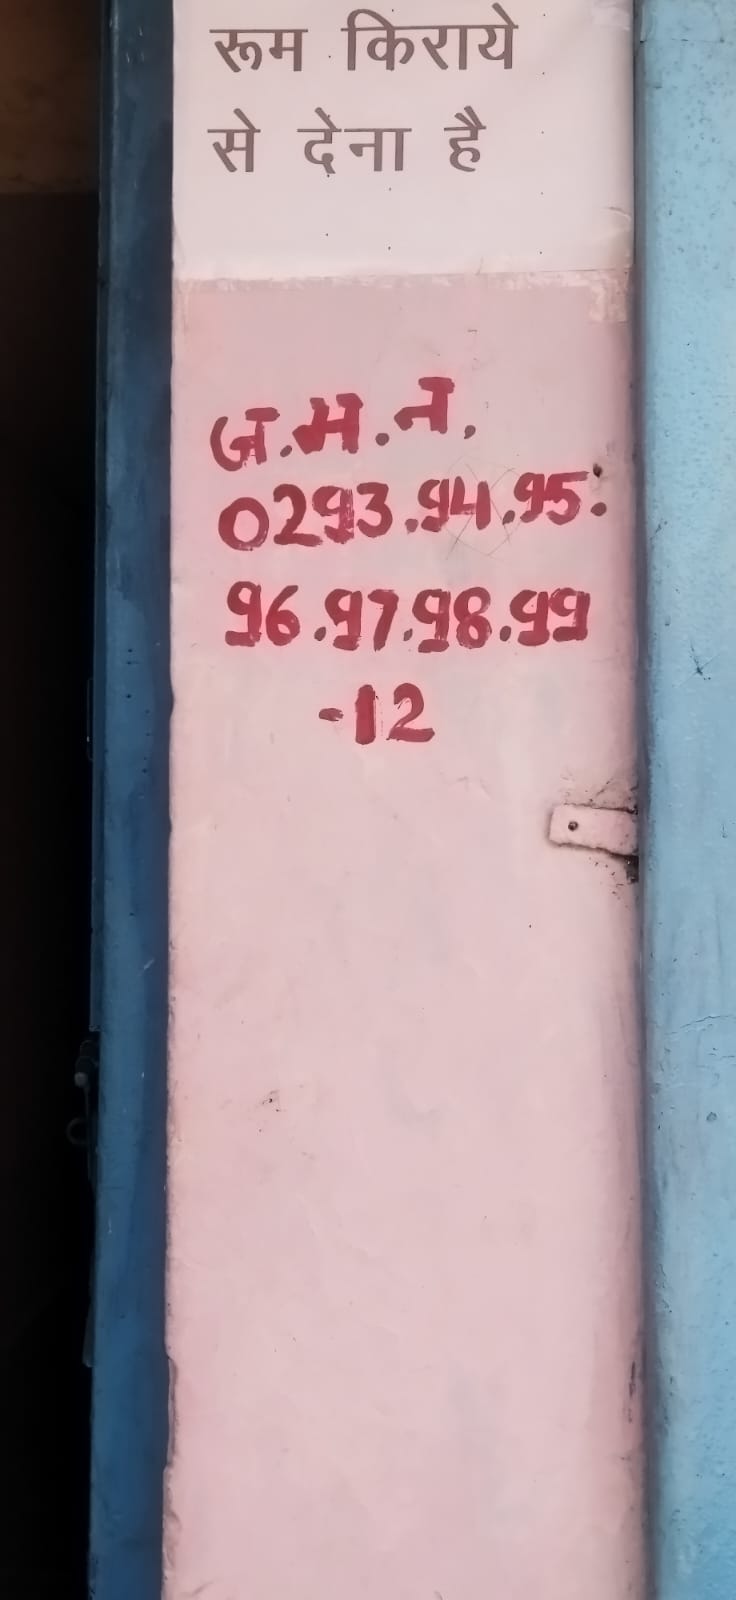 रूम किराये
से देना है
ज.म.न.
0293.94.95.
96.97.98.99
-12